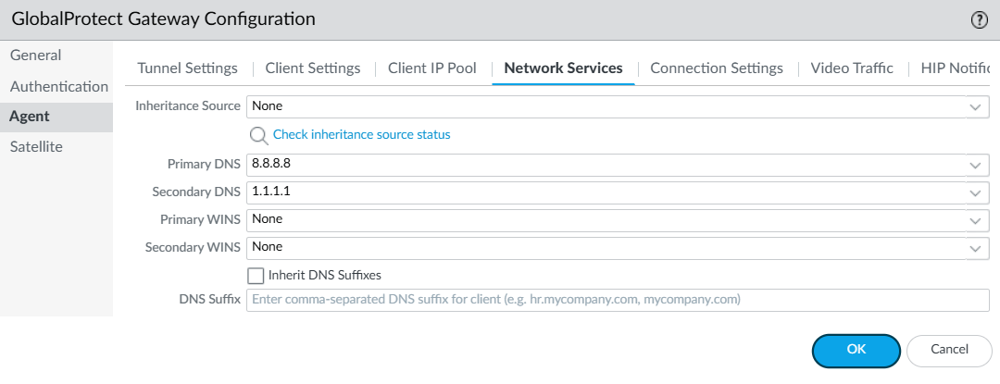 GlobalProtect Gateway Configuration
General
Authentication
Agent
Satellite
Tunnel Settings Client Settings Client IP Pool Network Services Connection Settings Video Traffic HIP Notific
Inheritance Source None
Check inheritance source status
Primary DNS 8.8.8.8
Secondary DNS 1.1.1.1
Primary WINS None
Secondary WINS None
Inherit DNS Suffixes
DNS Suffix Enter comma-separated DNS suffix for client (e.g. hr.mycompany.com, mycompany.com)
OK Cancel